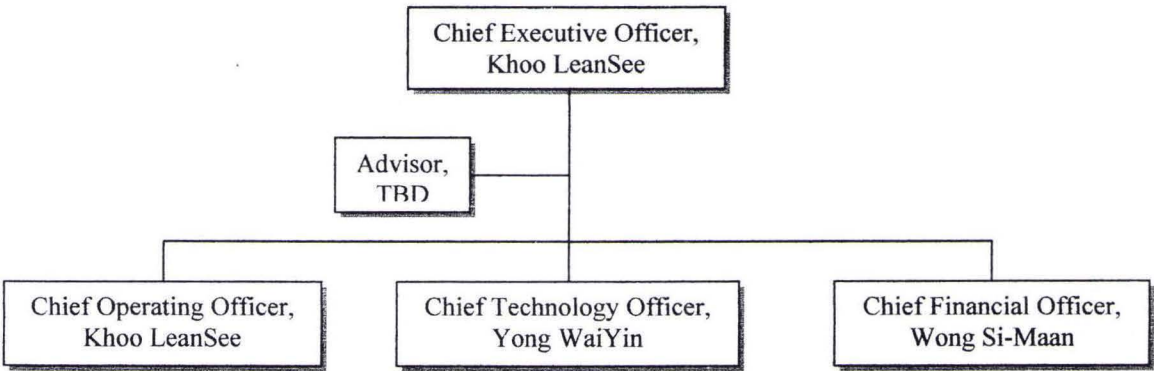 Chief Executive Officer,
Khoo LeanSee
Advisor,
TBD
Chief Operating Officer,
Khoo LeanSee
Chief Technology Officer,
Yong WaiYin
Chief Financial Officer,
Wong Si-Maan